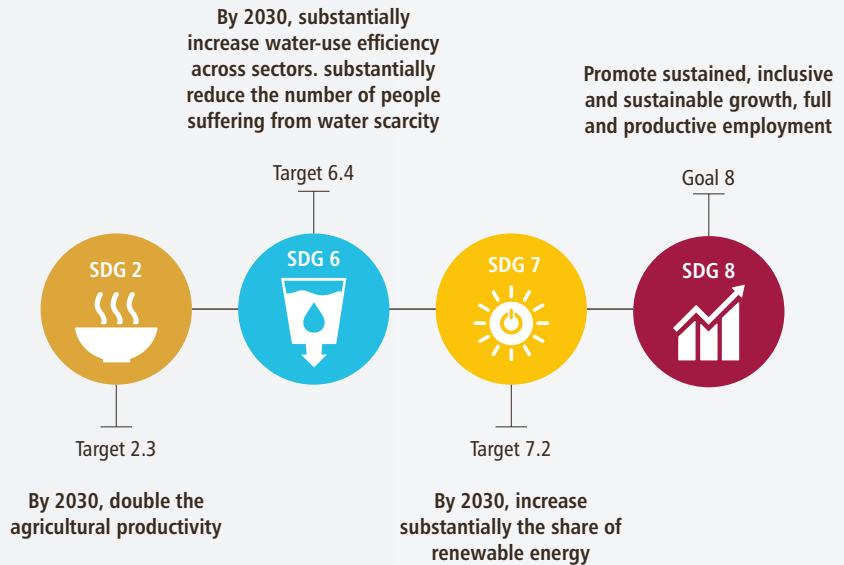 By 2030, substantially
increase water-use efficiency
across sectors. substantially
reduce the number of people
suffering from water scarcity
Promote sustained, inclusive
and sustainable growth, full
and productive employment
Target 6.4
Goal 8
SDG 2
SDG 6
SDG 7
SDG 8
Target 2.3
Target 7.2
By 2030, double the
agricultural productivity
By 2030, increase
substantially the share of
renewable energy